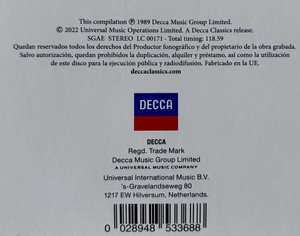 This compilation ℗ 1989 Decca Music Group Limited.
© 2022 Universal Music Operations Limited. A Decca Classics release.
SGAE STEREO LC 00171 · Total timing: 118.59
Quedan reservados todos los derechos del Productor fonográfico y del propietario de la obra grabada.
Salvo autorización, quedan prohibidos la duplicación, alquiler y préstamo, así como la utilización
de este disco para la ejecución pública y radiodifusión. Fabricado en la UE.
deccaclassics.com
DECCA
DECCA
Regd. Trade Mark
Decca Music Group Limited
A UNIVERSAL MUSIC COMPANY
Universal International Music B.V.
's-Gravelandseweg 80
1217 EW Hilversum, Netherlands.
0 028948 533688